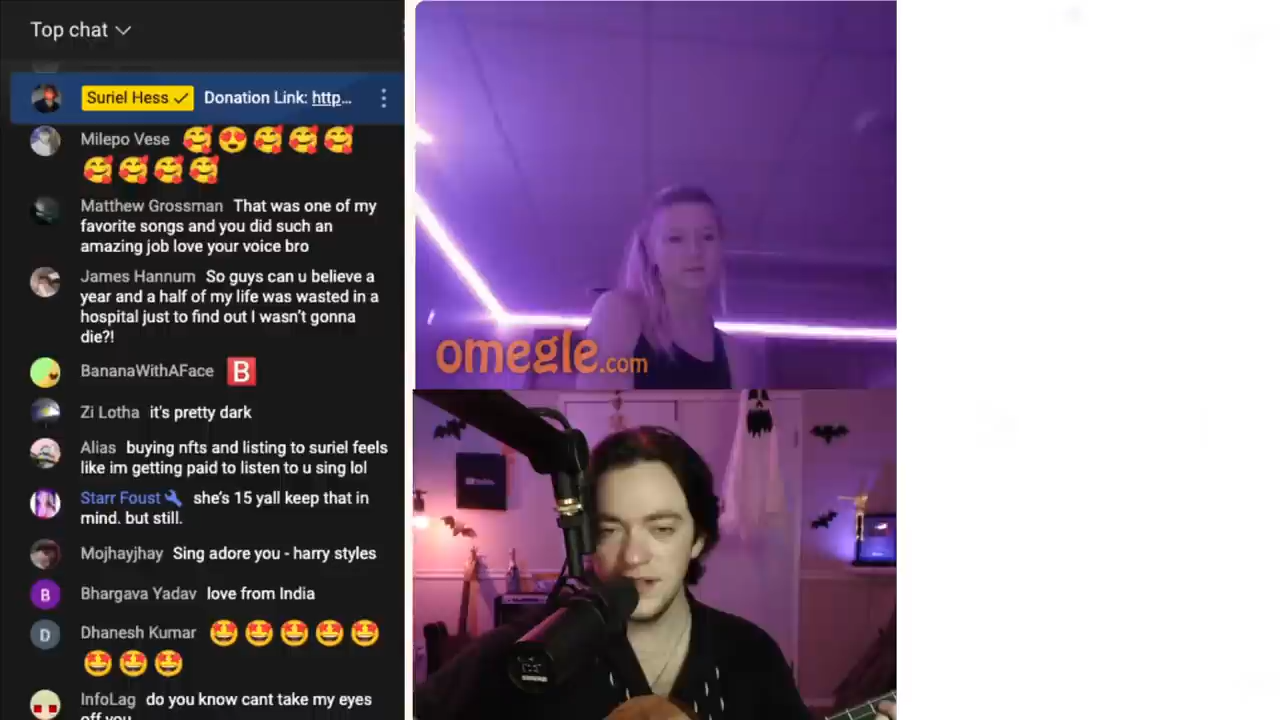 Top chat
Suriel Hess Donation Link: http...
Milepo Vese
Matthew Grossman That was one of my
favorite songs and you did such an
amazing job love your voice bro
James Hannum So guys can u believe a
year and a half of my life was wasted in a
hospital just to find out I wasn't gonna
die?!
BananaWithAFace B
Zi Lotha it's pretty dark
Alias buying nfts and listing to suriel feels
like im getting paid to listen to u sing lol
Starr Foust she's 15 yall keep that in
mind. but still.
Mojhayjhay Sing adore you - harry styles
B Bhargava Yadav love from India
D Dhanesh Kumar
InfoLag do you know cant take my eyes
off you
omegle.com